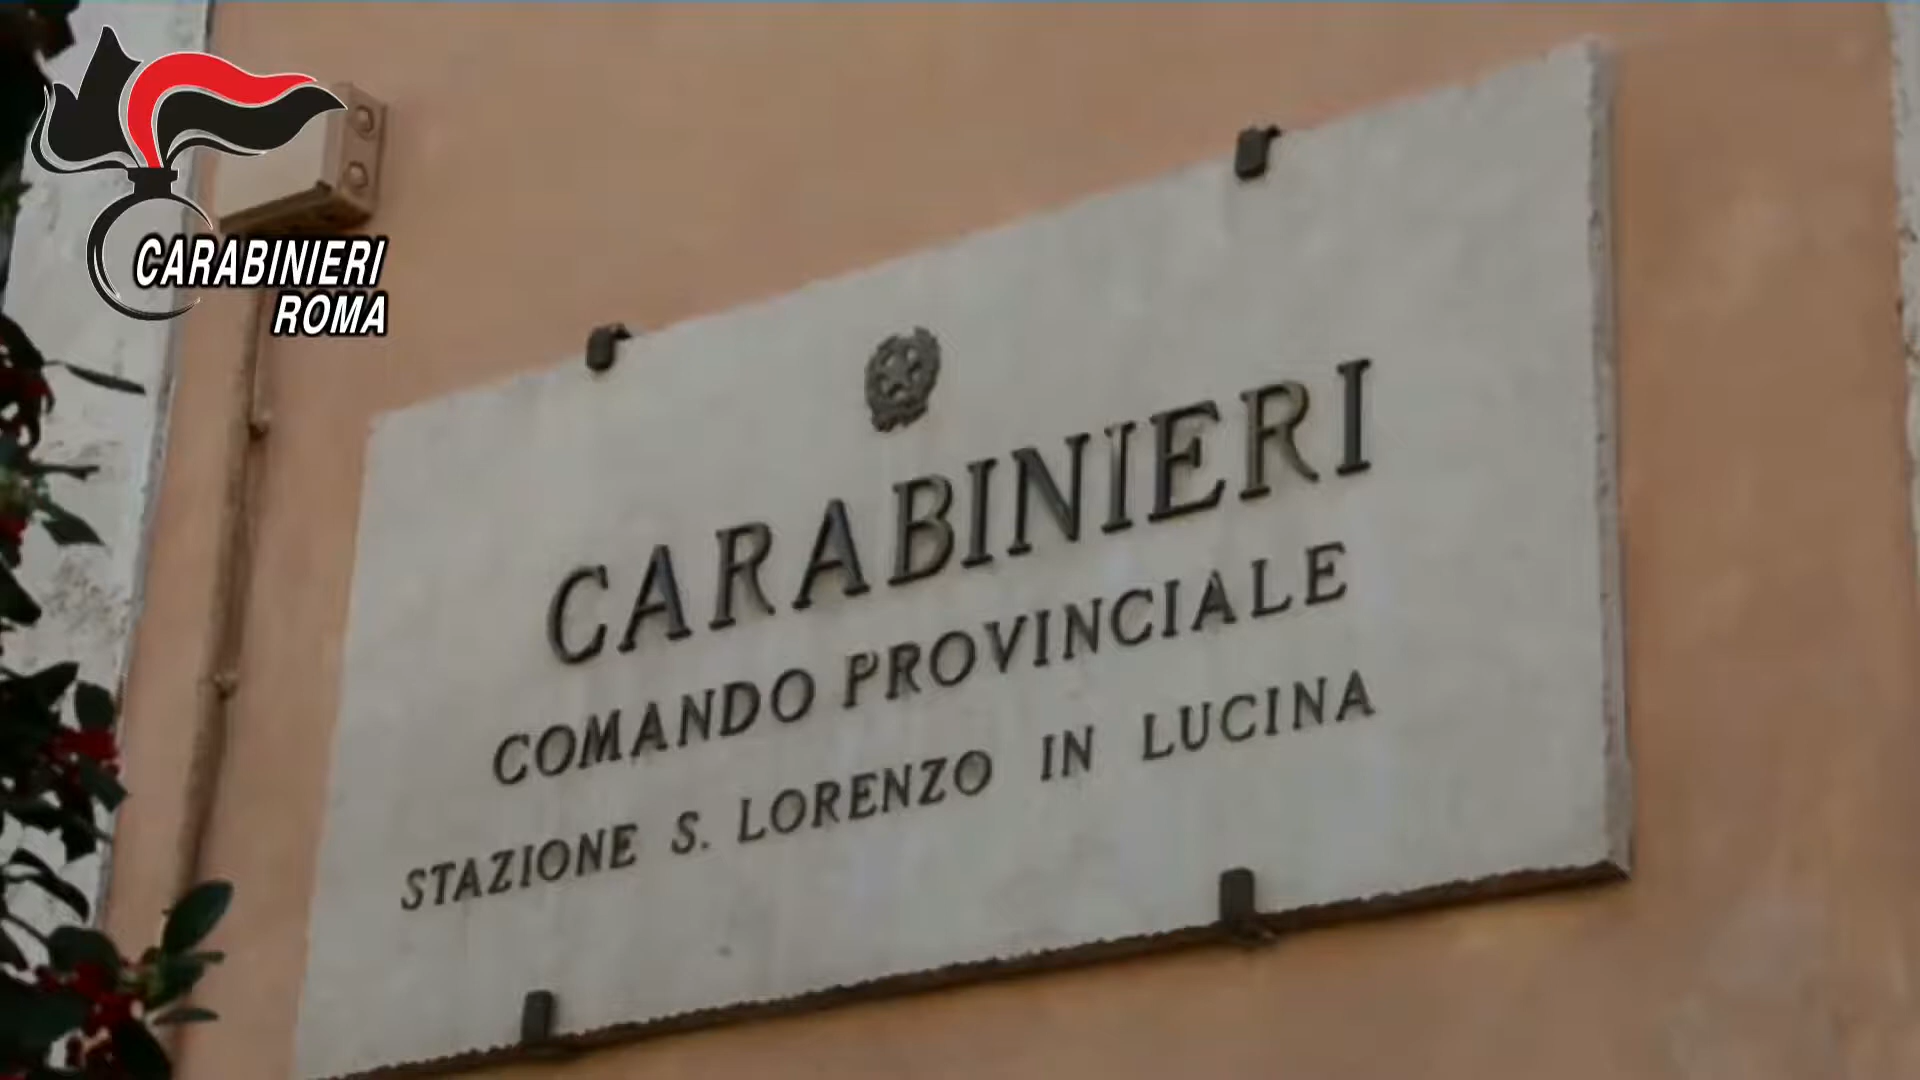 CARABINIERI
ROMA
CARABINIERI
COMANDO PROVINCIALE
STAZIONE S. LORENZO IN LUCINA